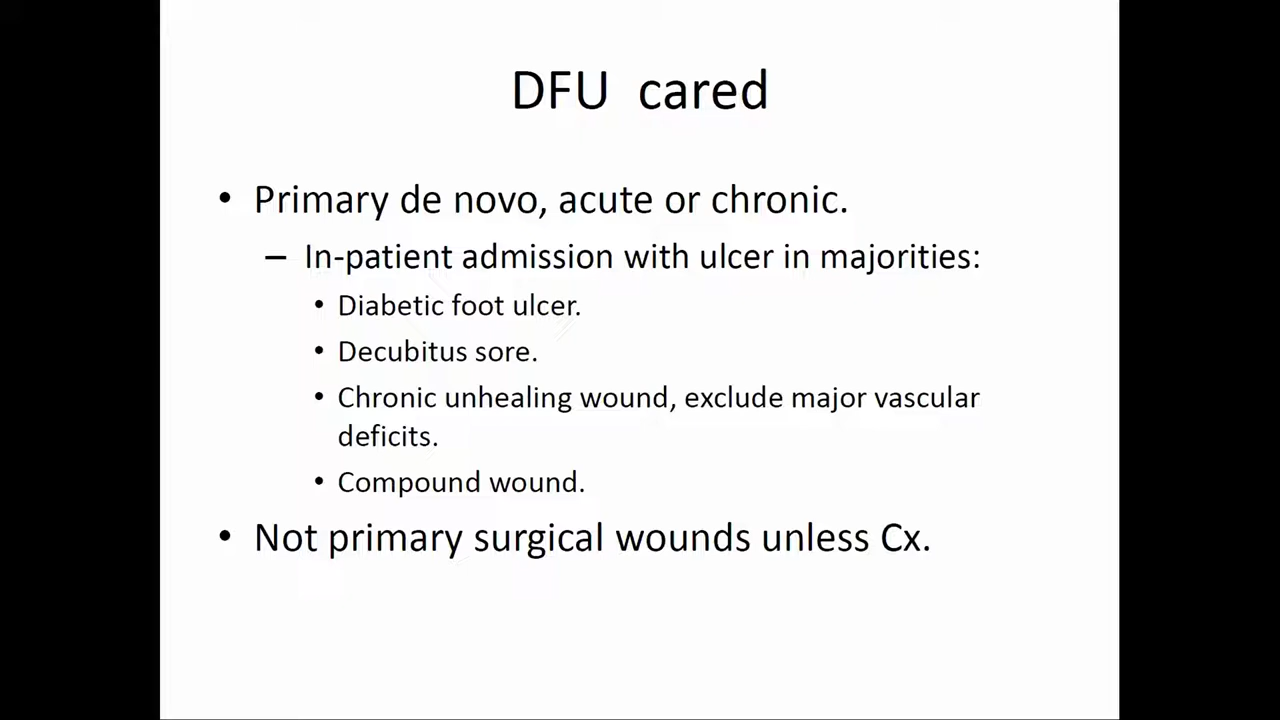 DFU cared
• Primary de novo, acute or chronic.
– In-patient admission with ulcer in majorities:
• Diabetic foot ulcer.
• Decubitus sore.
• Chronic unhealing wound, exclude major vascular
deficits.
• Compound wound.
• Not primary surgical wounds unless Cx.